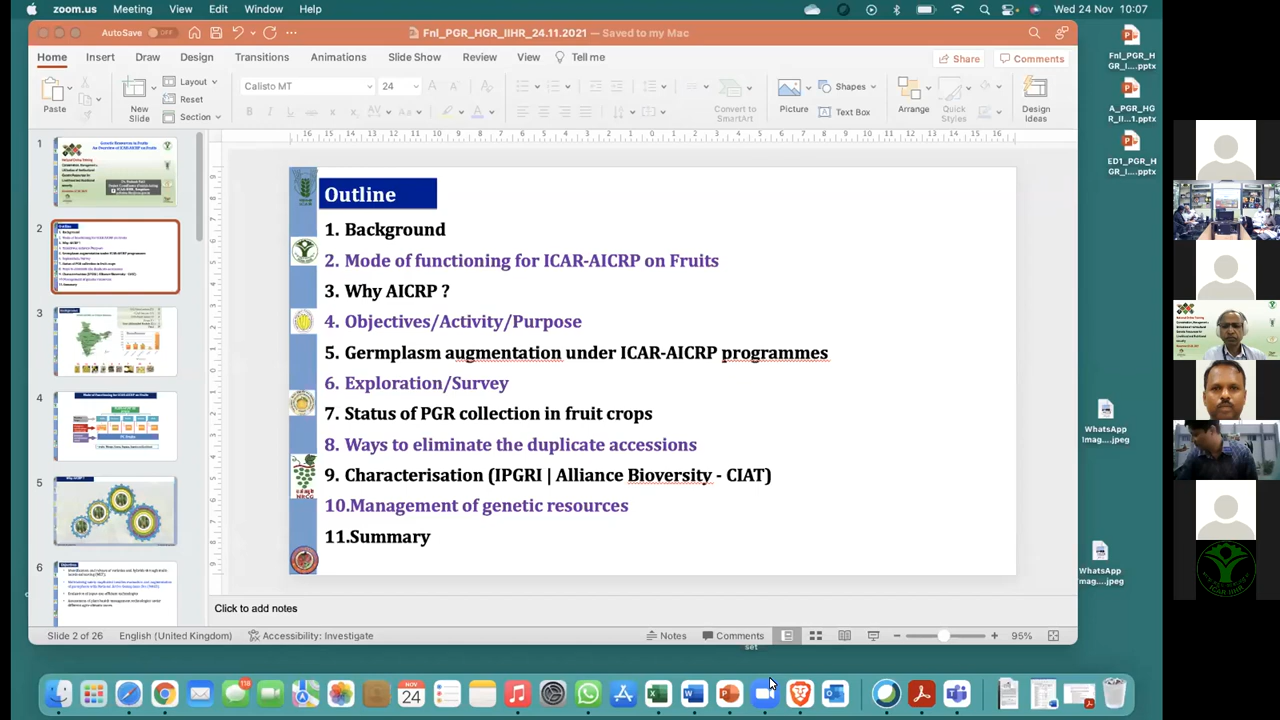 zoom.us Meeting View Edit Window Help Wed 24 Nov 10:07
AutoSave OFF Fnl_PGR_HGR_IIHR_24.11.2021 — Saved to my Mac
Home Insert Draw Design Transitions Animations Slide Show Review View Tell me Share Comments
Paste New Slide Layout Reset Section Calisto MT 24 Convert to SmartArt Picture Shapes Text Box Arrange Quick Styles Design Ideas
Outline
1. Background
2. Mode of functioning for ICAR-AICRP on Fruits
3. Why AICRP ?
4. Objectives/Activity/Purpose
5. Germplasm augmentation under ICAR-AICRP programmes
6. Exploration/Survey
7. Status of PGR collection in fruit crops
8. Ways to eliminate the duplicate accessions
9. Characterisation (IPGRI | Alliance Bioversity - CIAT)
10.Management of genetic resources
11.Summary
Click to add notes
Slide 2 of 26 English (United Kingdom) Accessibility: Investigate Notes Comments 95%
Fnl_PGR_H
GR_I....pptx
A_PGR_HG
R_II...1.pptx
ED1_PGR_H
GR_I....pptx
WhatsApp
Imag....jpeg
WhatsApp
Imag....jpeg
118
NOV
24
ICAR IIHR